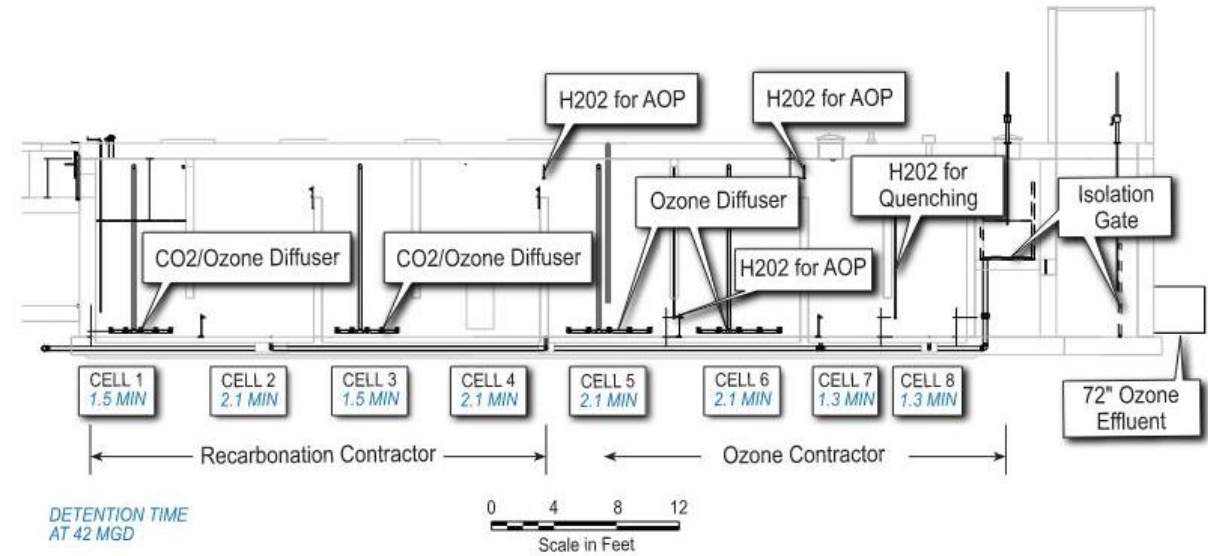 H202 for AOP
H202 for AOP
H202 for
Quenching
Ozone Diffuser
Isolation
Gate
CO2/Ozone Diffuser
CO2/Ozone Diffuser
H202 for AOP
CELL 1
1.5 MIN
CELL 2
2.1 MIN
CELL 3
1.5 MIN
CELL 4
2.1 MIN
CELL 5
2.1 MIN
CELL 6
2.1 MIN
CELL 7
1.3 MIN
CELL 8
1.3 MIN
72" Ozone
Effluent
Recarbonation Contractor
Ozone Contractor
DETENTION TIME
AT 42 MGD
0 4 8 12
Scale in Feet